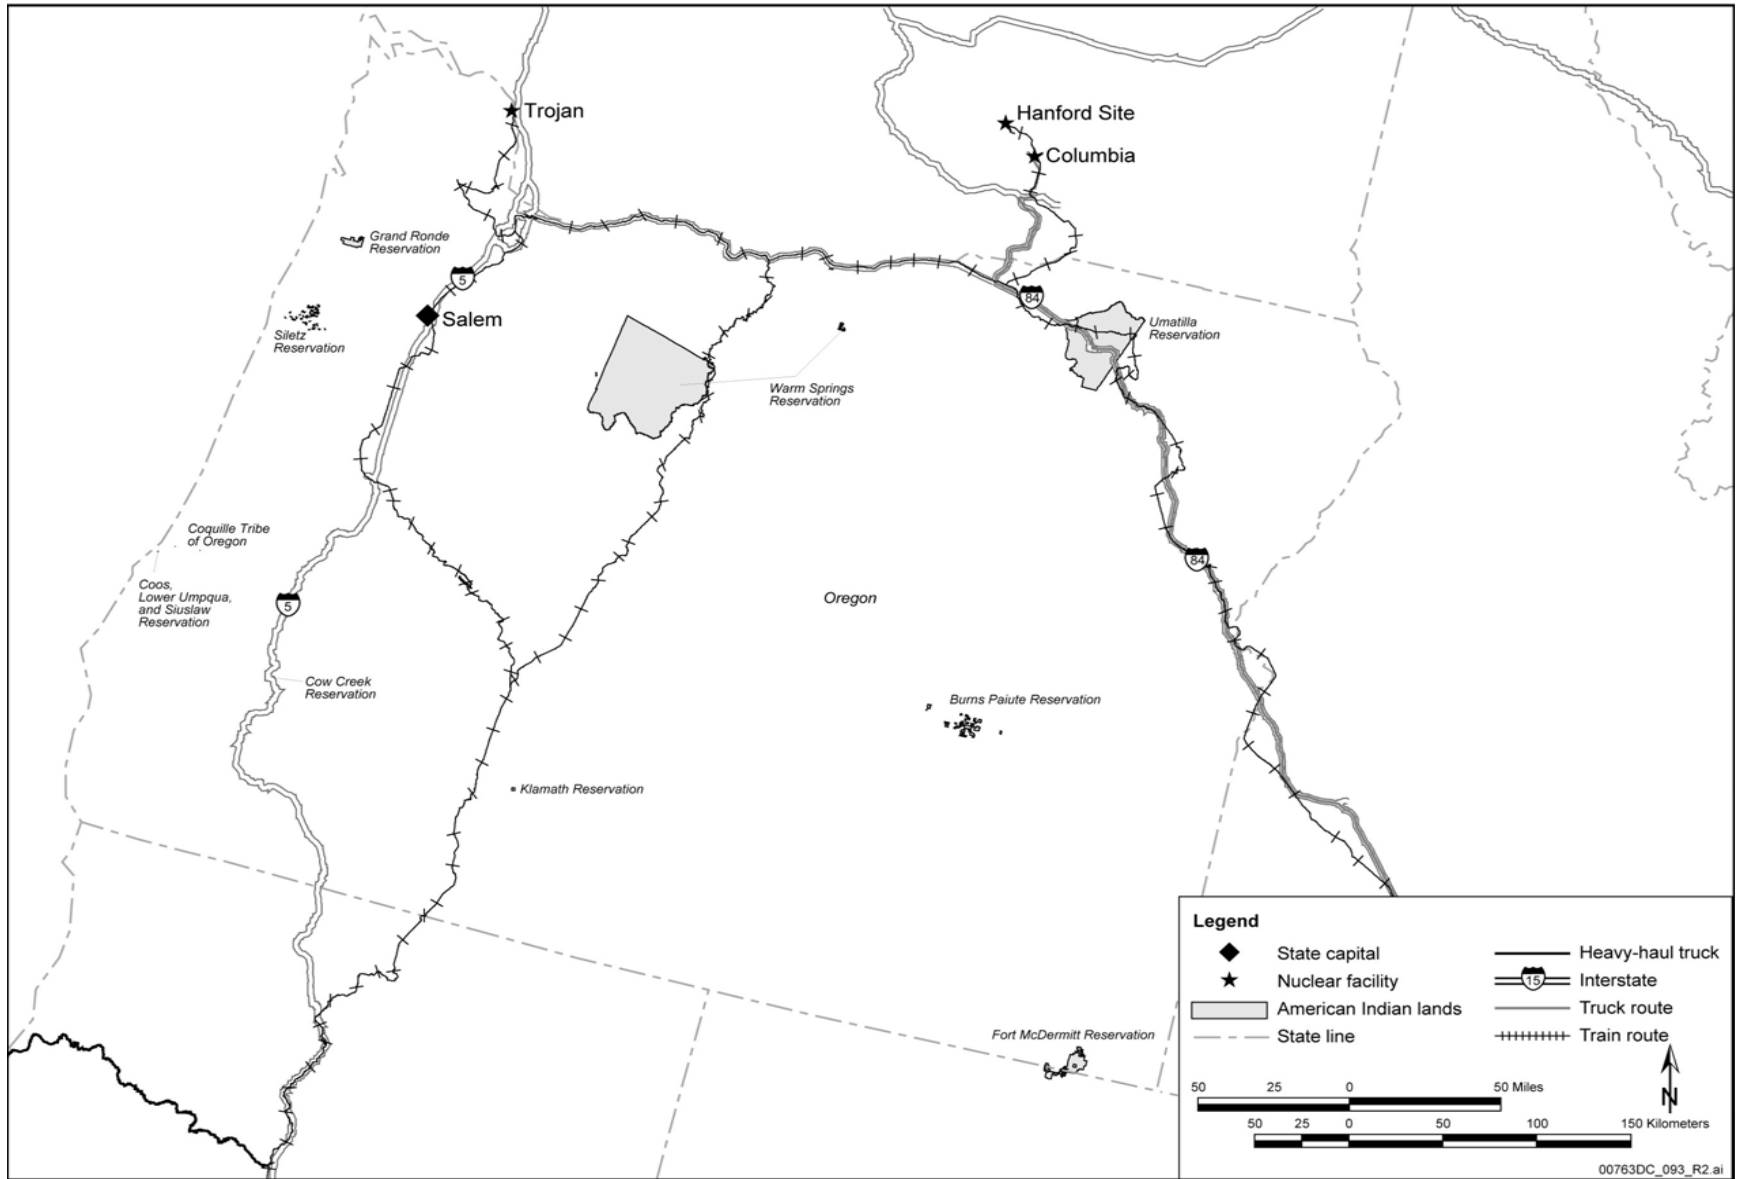 Trojan
Hanford Site
Columbia
Grand Ronde
Reservation
5
84
Salem
Siletz
Reservation
Umatilla
Reservation
Warm Springs
Reservation
Coquille Tribe
of Oregon
84
Coos,
Lower Umpqua,
and Siuslaw
Reservation
5
Oregon
Cow Creek
Reservation
Burns Paiute Reservation
Klamath Reservation
Fort McDermitt Reservation
Legend
State capital
Nuclear facility
American Indian lands
State line
Heavy-haul truck
15
Interstate
Truck route
Train route
N
50 25 0 50 Miles
50 25 0 50 100 150 Kilometers
00763DC_093_R2.ai